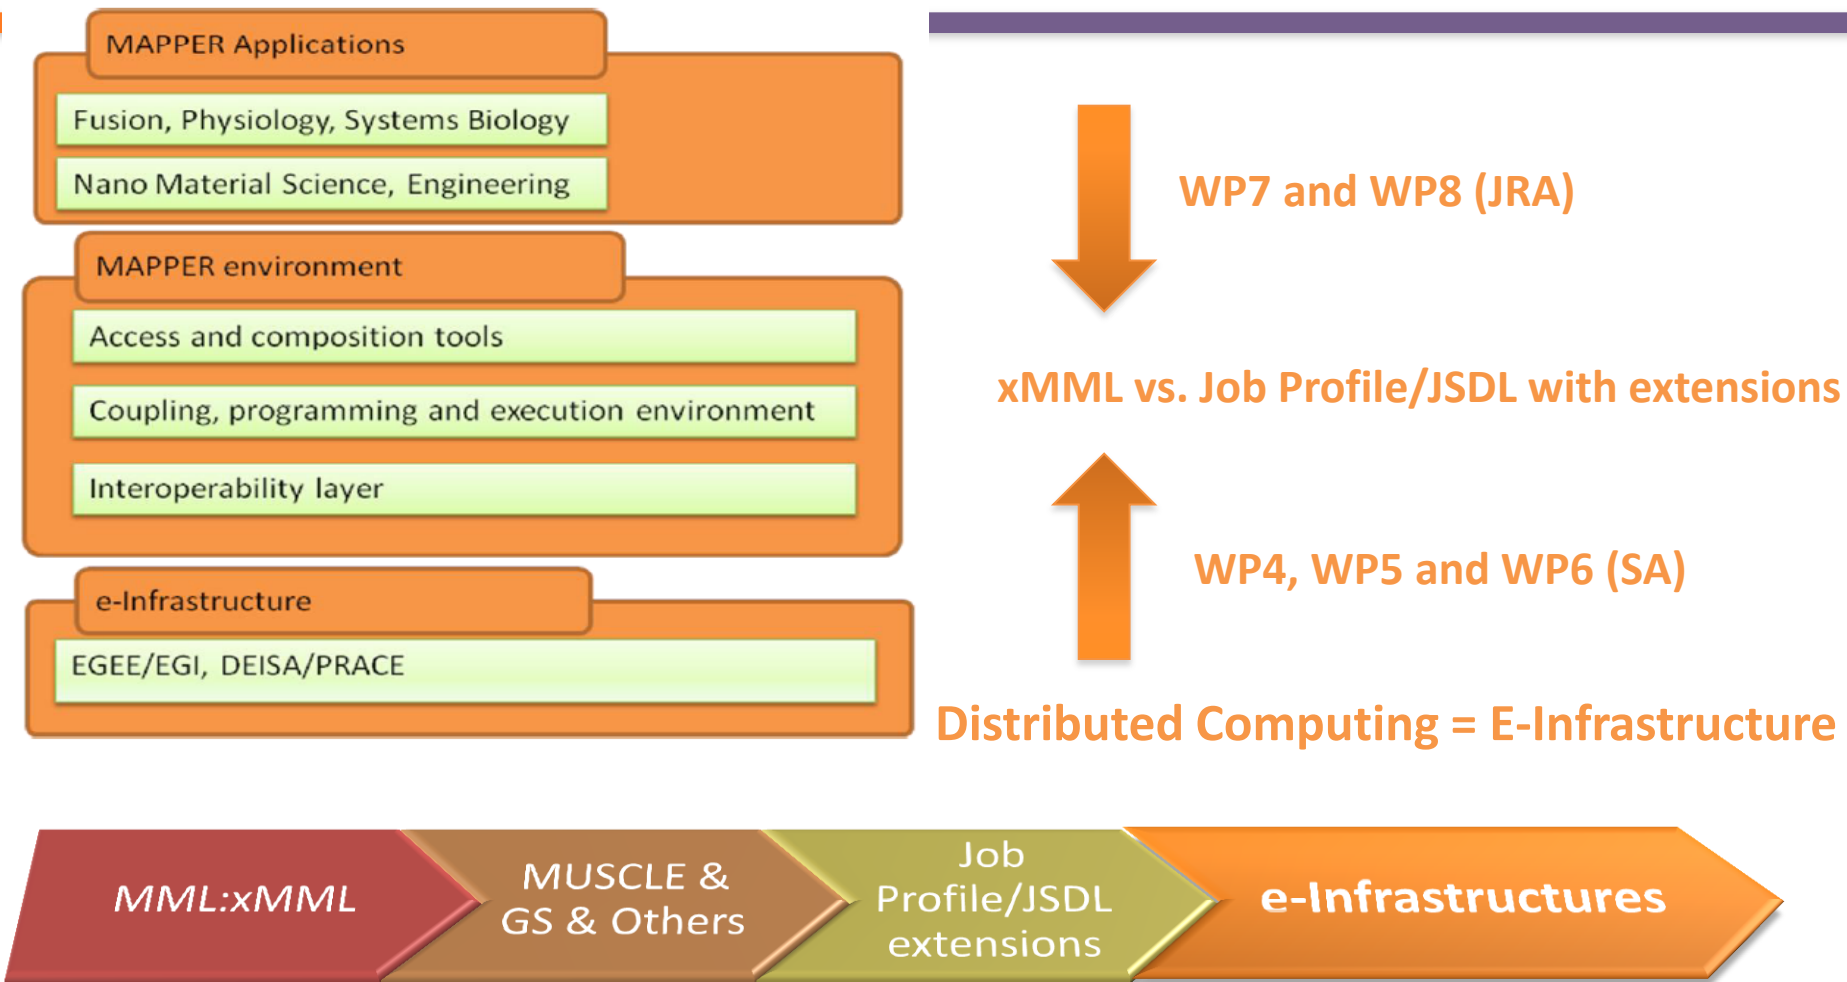 MAPPER Applications
Fusion, Physiology, Systems Biology
Nano Material Science, Engineering
MAPPER environment
Access and composition tools
Coupling, programming and execution environment
Interoperability layer
e-Infrastructure
EGEE/EGI, DEISA/PRACE
WP7 and WP8 (JRA)
xMML vs. Job Profile/JSDL with extensions
WP4, WP5 and WP6 (SA)
Distributed Computing = E-Infrastructure
MML:xMML
MUSCLE &
GS & Others
Job
Profile/JSDL
extensions
e-Infrastructures